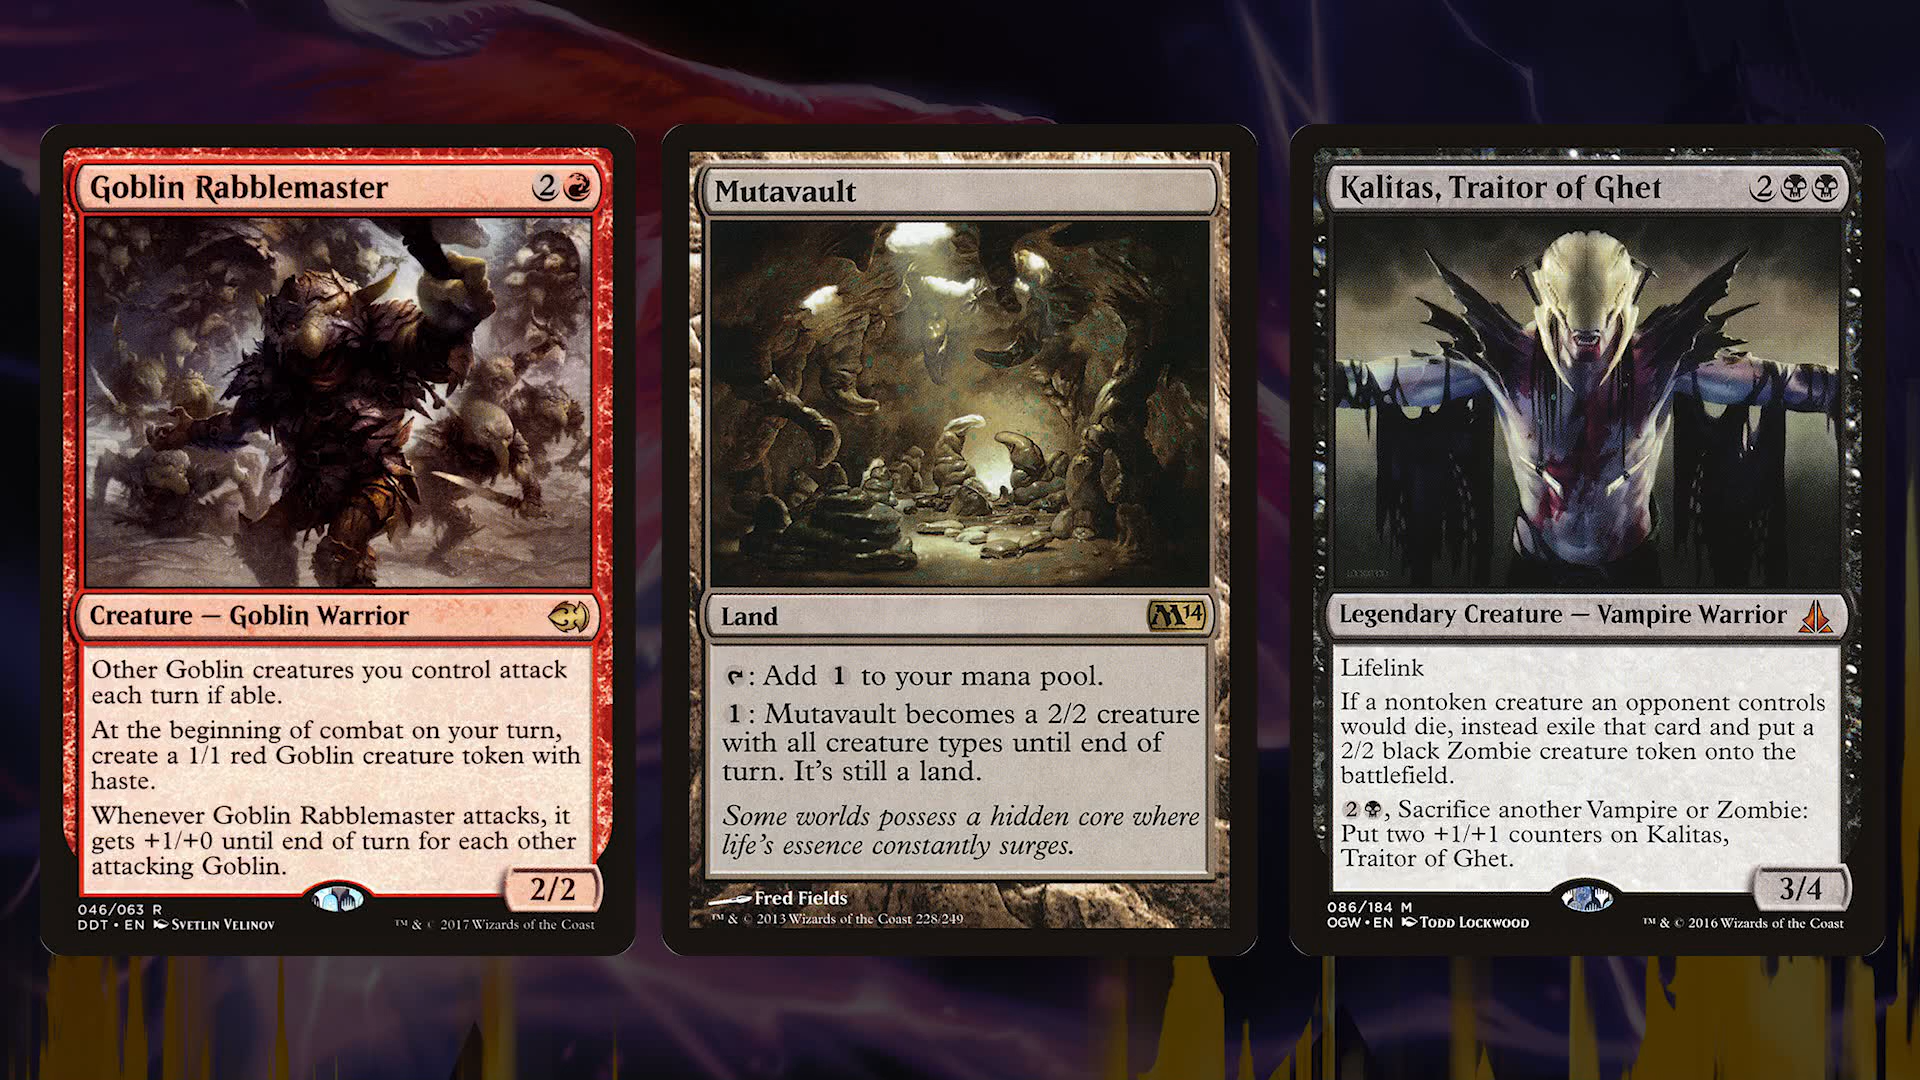 Goblin Rabblemaster 2
Creature — Goblin Warrior
Other Goblin creatures you control attack
each turn if able.
At the beginning of combat on your turn,
create a 1/1 red Goblin creature token with
haste.
Whenever Goblin Rabblemaster attacks, it
gets +1/+0 until end of turn for each other
attacking Goblin.
2/2
046/063 R
DDT • EN Svetlin Velinov
™ & © 2017 Wizards of the Coast
Mutavault
Land
M14
: Add 1 to your mana pool.
1: Mutavault becomes a 2/2 creature
with all creature types until end of
turn. It's still a land.
Some worlds possess a hidden core where
life's essence constantly surges.
Fred Fields
™ & © 2013 Wizards of the Coast 228/249
Kalitas, Traitor of Ghet 2
Legendary Creature — Vampire Warrior
Lifelink
If a nontoken creature an opponent controls
would die, instead exile that card and put a
2/2 black Zombie creature token onto the
battlefield.
2, Sacrifice another Vampire or Zombie:
Put two +1/+1 counters on Kalitas,
Traitor of Ghet.
3/4
086/184 M
OGW • EN Todd Lockwood
™ & © 2016 Wizards of the Coast